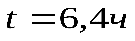 t = 6,4ч